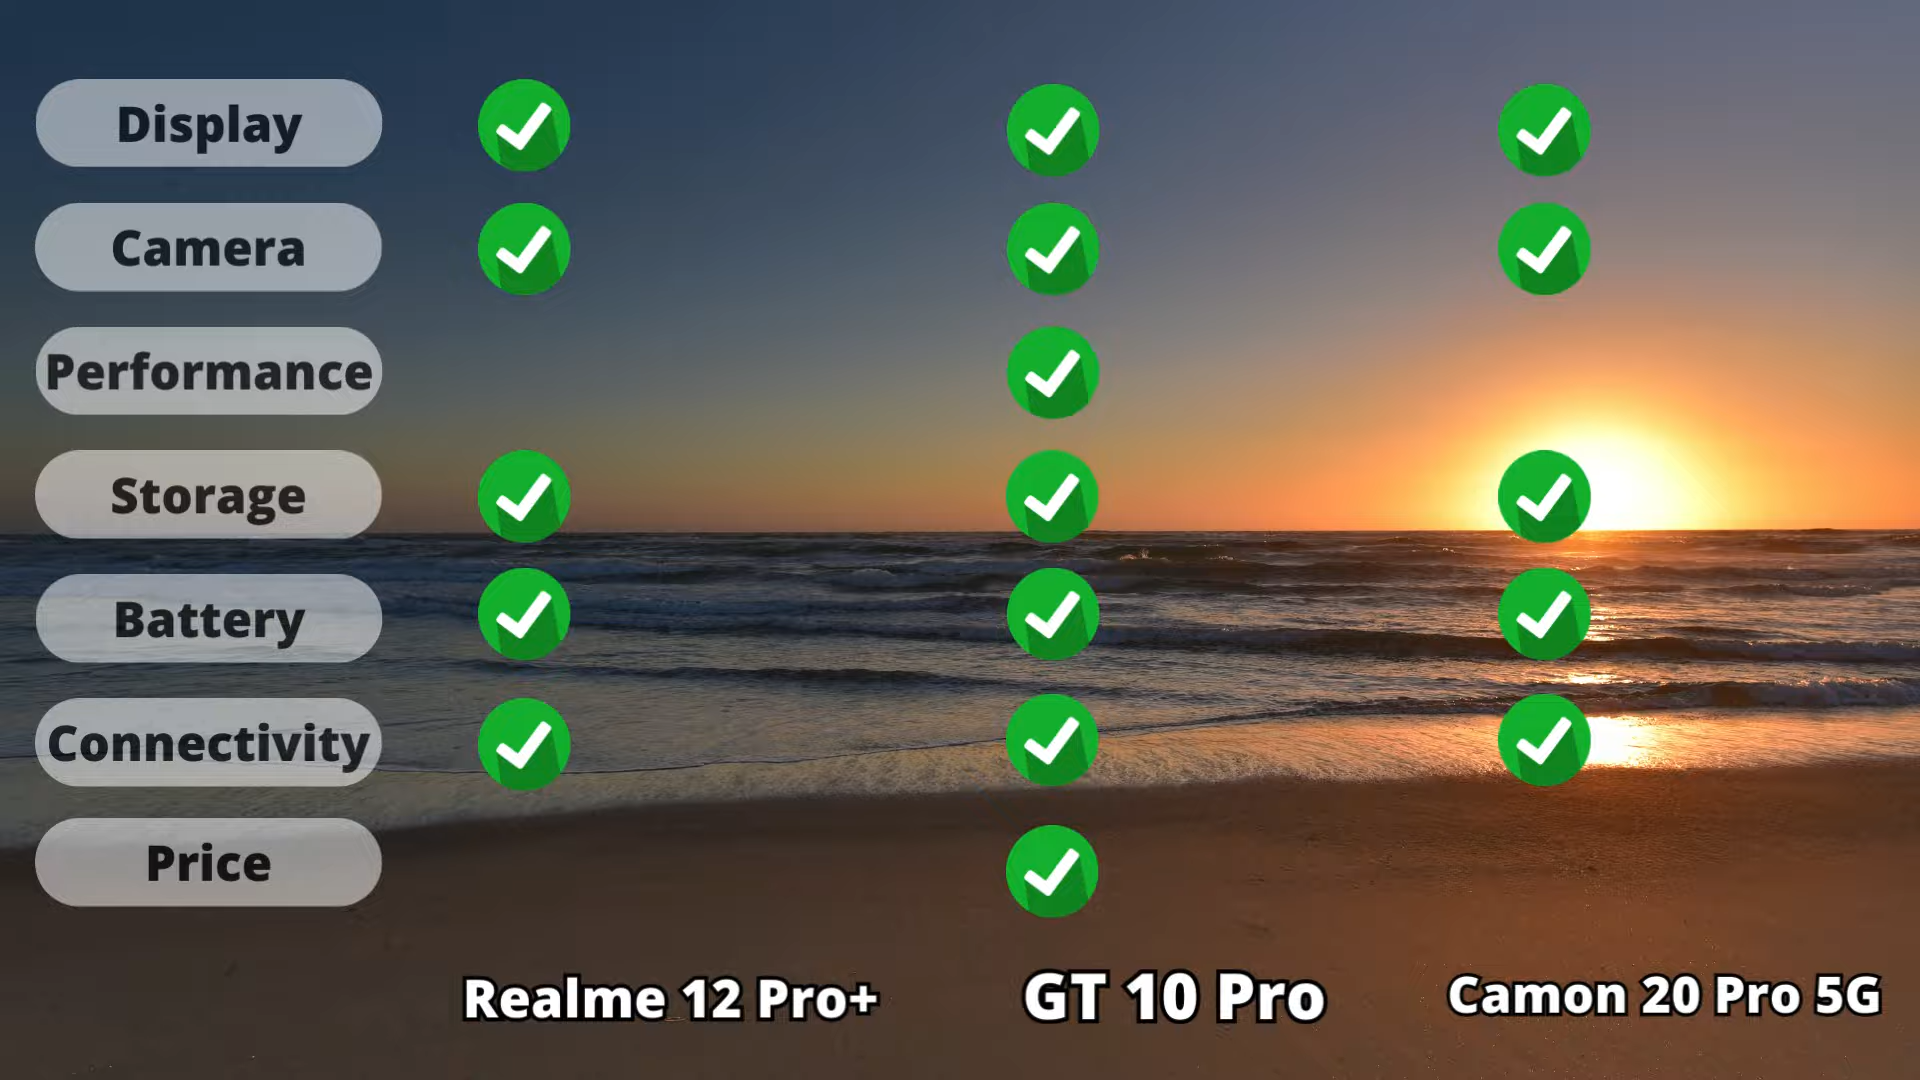 Display
Camera
Performance
Storage
Battery
Connectivity
Price
Realme 12 Pro+
GT 10 Pro
Camon 20 Pro 5G